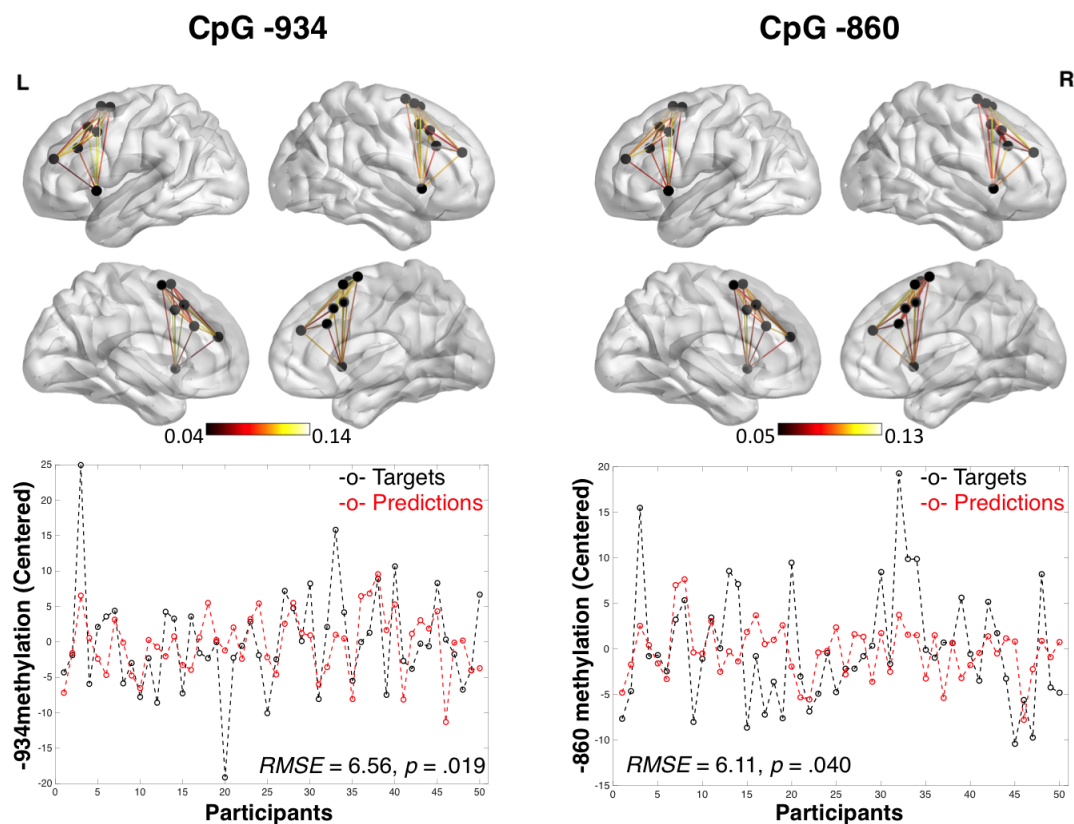 CpG -934
CpG -860
L
R
0.04
0.14
0.05
0.13
25
20
15
10
5
0
-5
-10
-15
-20
-934methylation (Centered)
-o- Targets
-o- Predictions
RMSE = 6.56, p = .019
0 5 10 15 20 25 30 35 40 45 50
Participants
20
15
10
5
0
-5
-10
-15
-860 methylation (Centered)
-o- Targets
-o- Predictions
RMSE = 6.11, p = .040
0 5 10 15 20 25 30 35 40 45 50
Participants